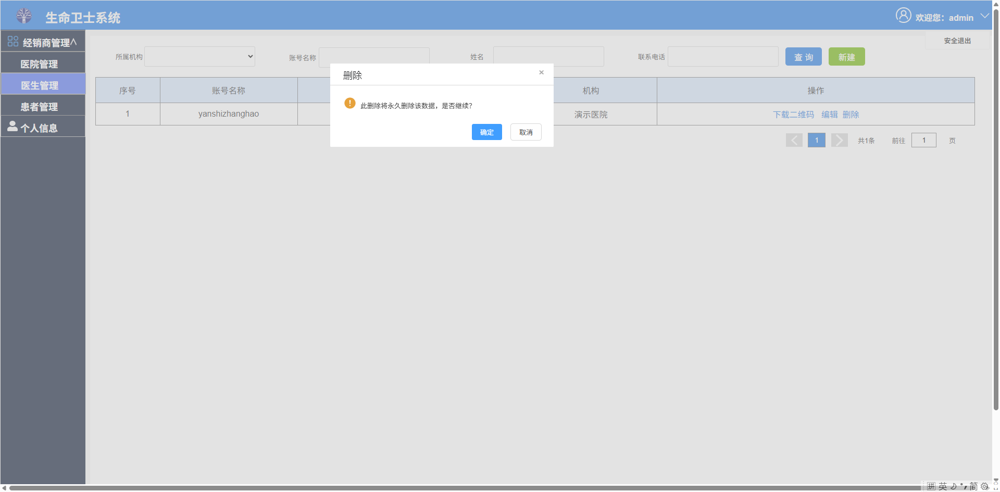 生命卫士系统
欢迎您：admin
安全退出
经销商管理
医院管理
医生管理
患者管理
个人信息
所属机构
账号名称
姓名
联系电话
查 询
新建
序号
账号名称
机构
操作
1
yanshizhanghao
演示医院
下载二维码 编辑 删除
1
共1条
前往
1
页
删除
×
此删除将永久删除该数据，是否继续？
确定
取消
拼 英 简